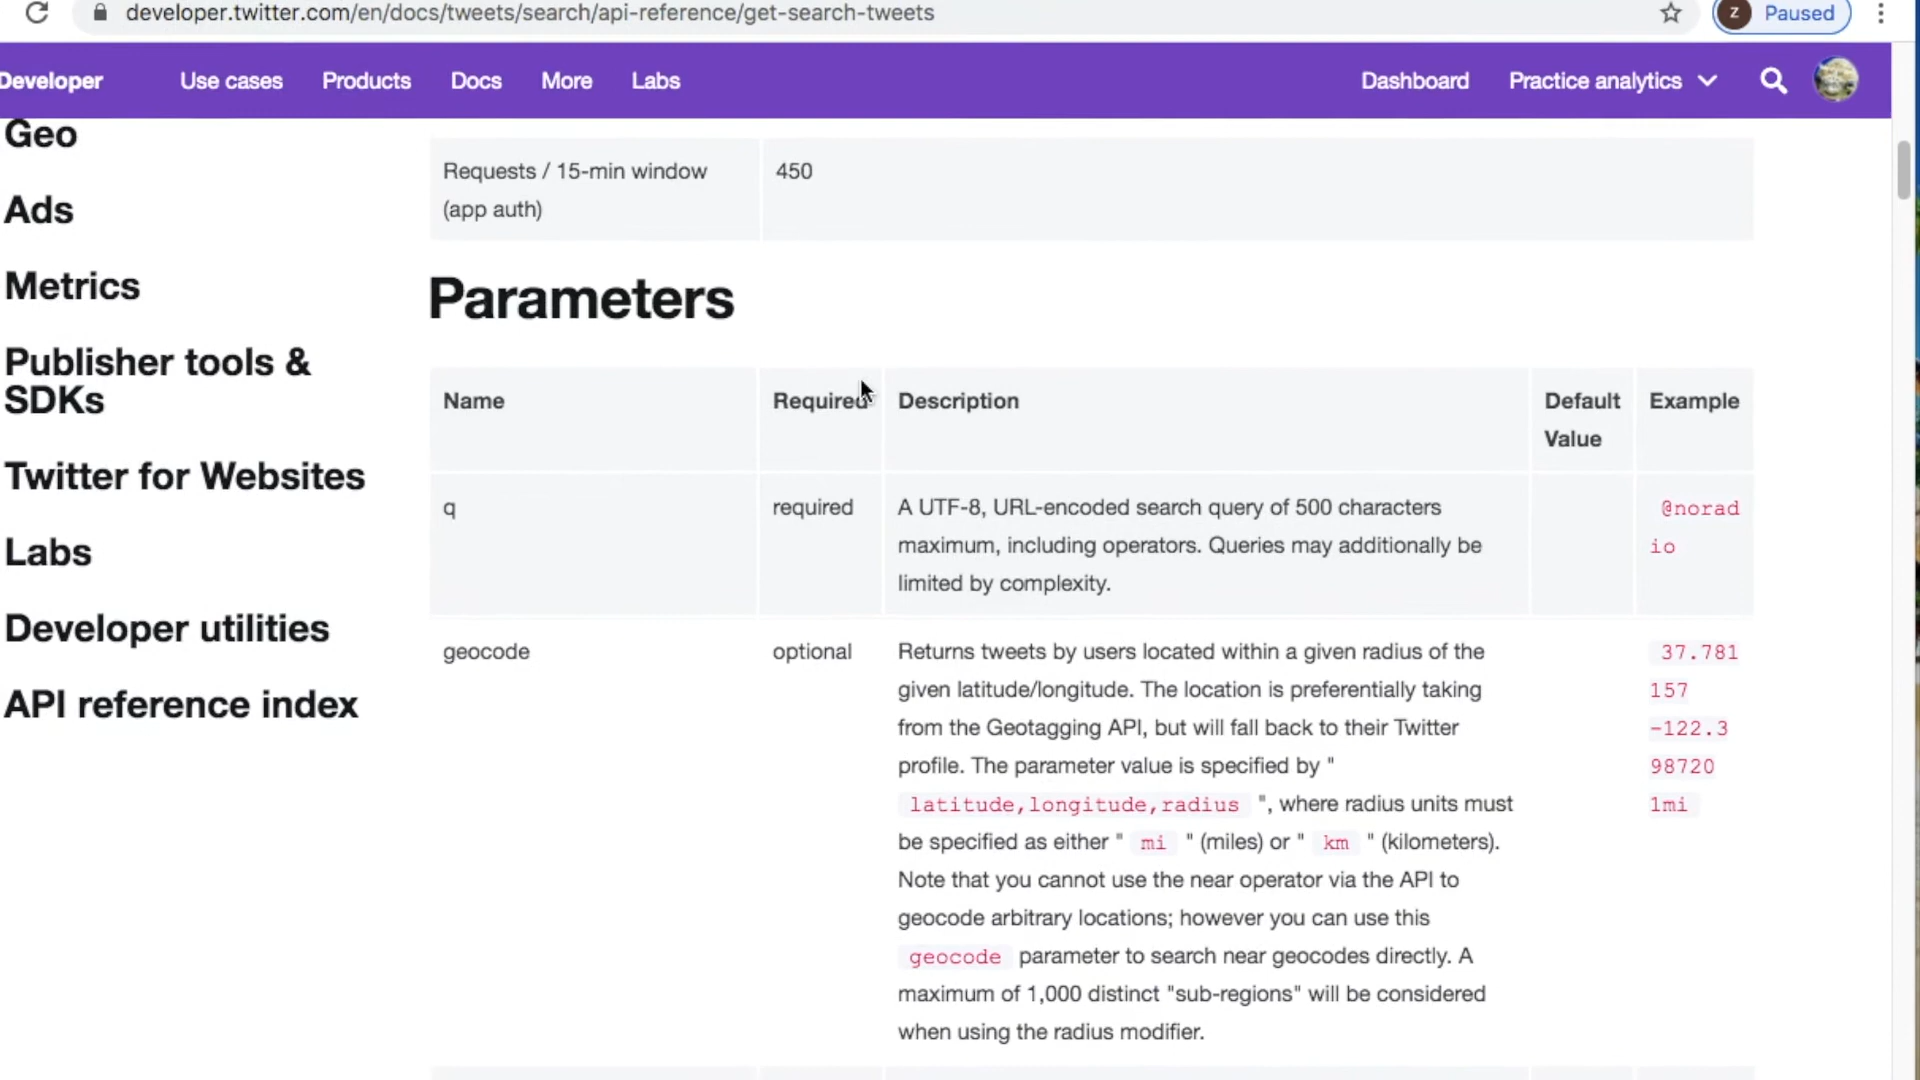 developer.twitter.com/en/docs/tweets/search/api-reference/get-search-tweets
z Paused
Developer Use cases Products Docs More Labs Dashboard Practice analytics
Geo
Ads
Metrics
Publisher tools &
SDKs
Twitter for Websites
Labs
Developer utilities
API reference index
Requests / 15-min window 450
(app auth)
Parameters
Name Required Description Default Example
Value
q required A UTF-8, URL-encoded search query of 500 characters @norad
maximum, including operators. Queries may additionally be io
limited by complexity.
geocode optional Returns tweets by users located within a given radius of the 37.781
given latitude/longitude. The location is preferentially taking 157
from the Geotagging API, but will fall back to their Twitter -122.3
profile. The parameter value is specified by " 98720
latitude,longitude,radius ", where radius units must 1mi
be specified as either " mi " (miles) or " km " (kilometers).
Note that you cannot use the near operator via the API to
geocode arbitrary locations; however you can use this
geocode parameter to search near geocodes directly. A
maximum of 1,000 distinct "sub-regions" will be considered
when using the radius modifier.